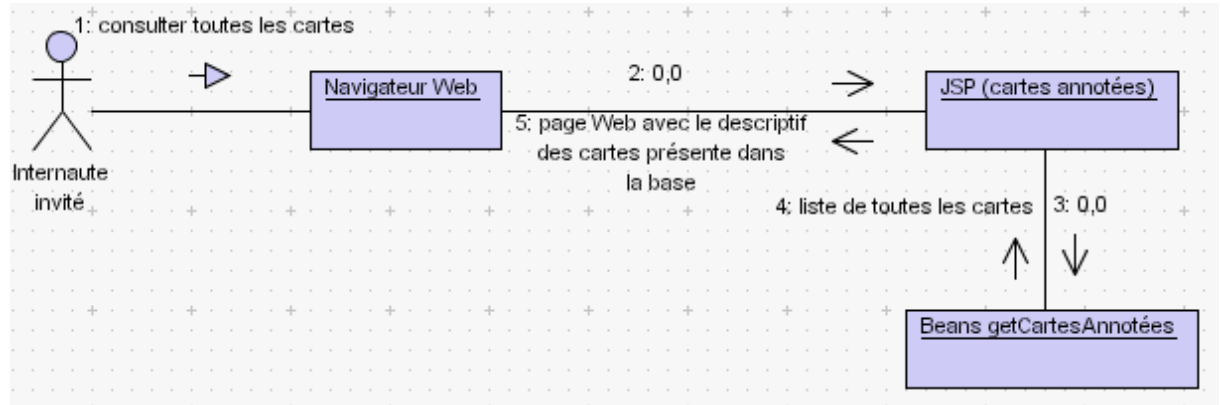 1: consulter toutes les cartes
Navigateur Web
2: 0,0
JSP (cartes annotées)
5: page Web avec le descriptif
des cartes présente dans
la base
Internaute
invité
4: liste de toutes les cartes
3: 0,0
Beans getCartesAnnotées